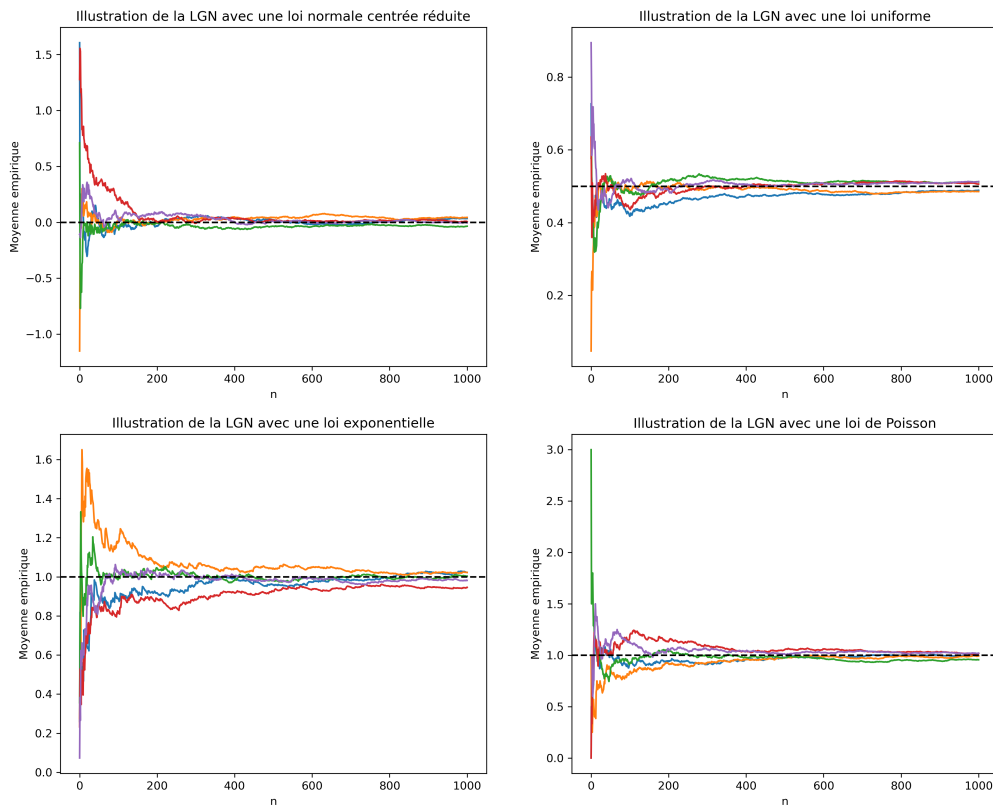 Illustration de la LGN avec une loi normale centrée réduite
1.5
1.0
0.5
0.0
−0.5
−1.0
Moyenne empirique
0 200 400 600 800 1000
n
Illustration de la LGN avec une loi uniforme
0.8
0.6
0.4
0.2
Moyenne empirique
0 200 400 600 800 1000
n
Illustration de la LGN avec une loi exponentielle
1.6
1.4
1.2
1.0
0.8
0.6
0.4
0.2
0.0
Moyenne empirique
0 200 400 600 800 1000
n
Illustration de la LGN avec une loi de Poisson
3.0
2.5
2.0
1.5
1.0
0.5
0.0
Moyenne empirique
0 200 400 600 800 1000
n